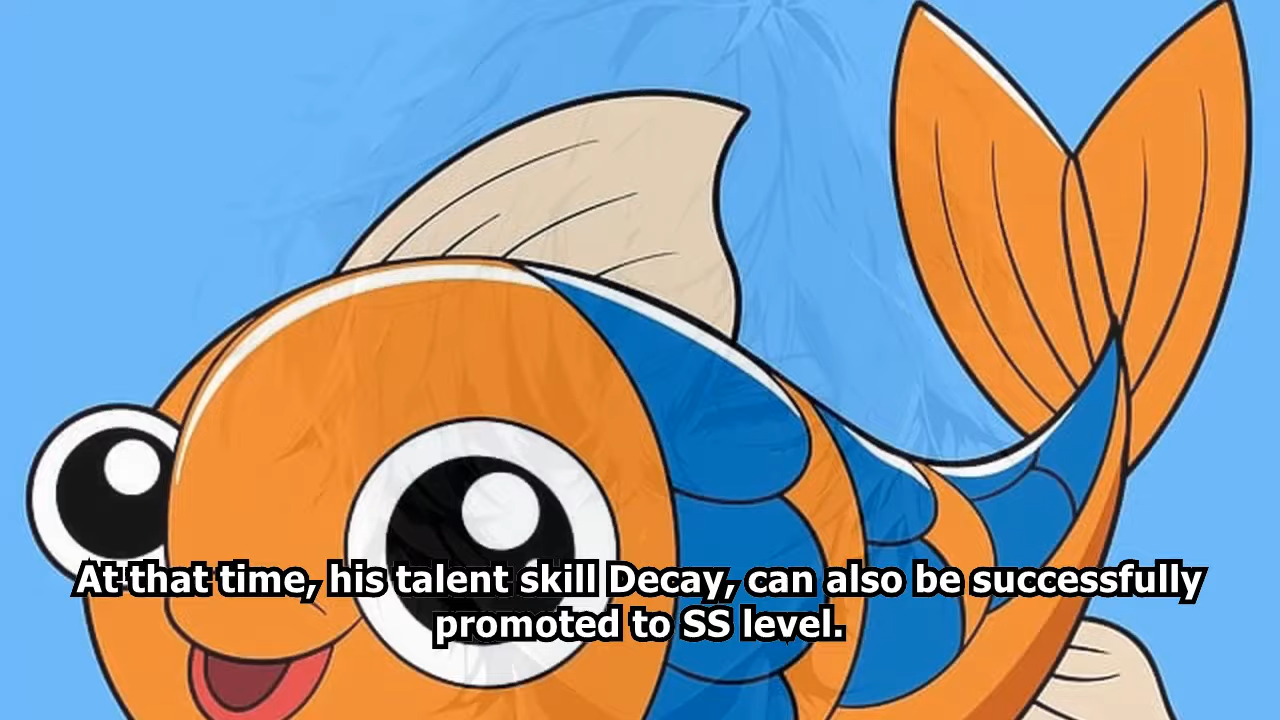 At that time, his talent skill Decay, can also be successfully
promoted to SS level.